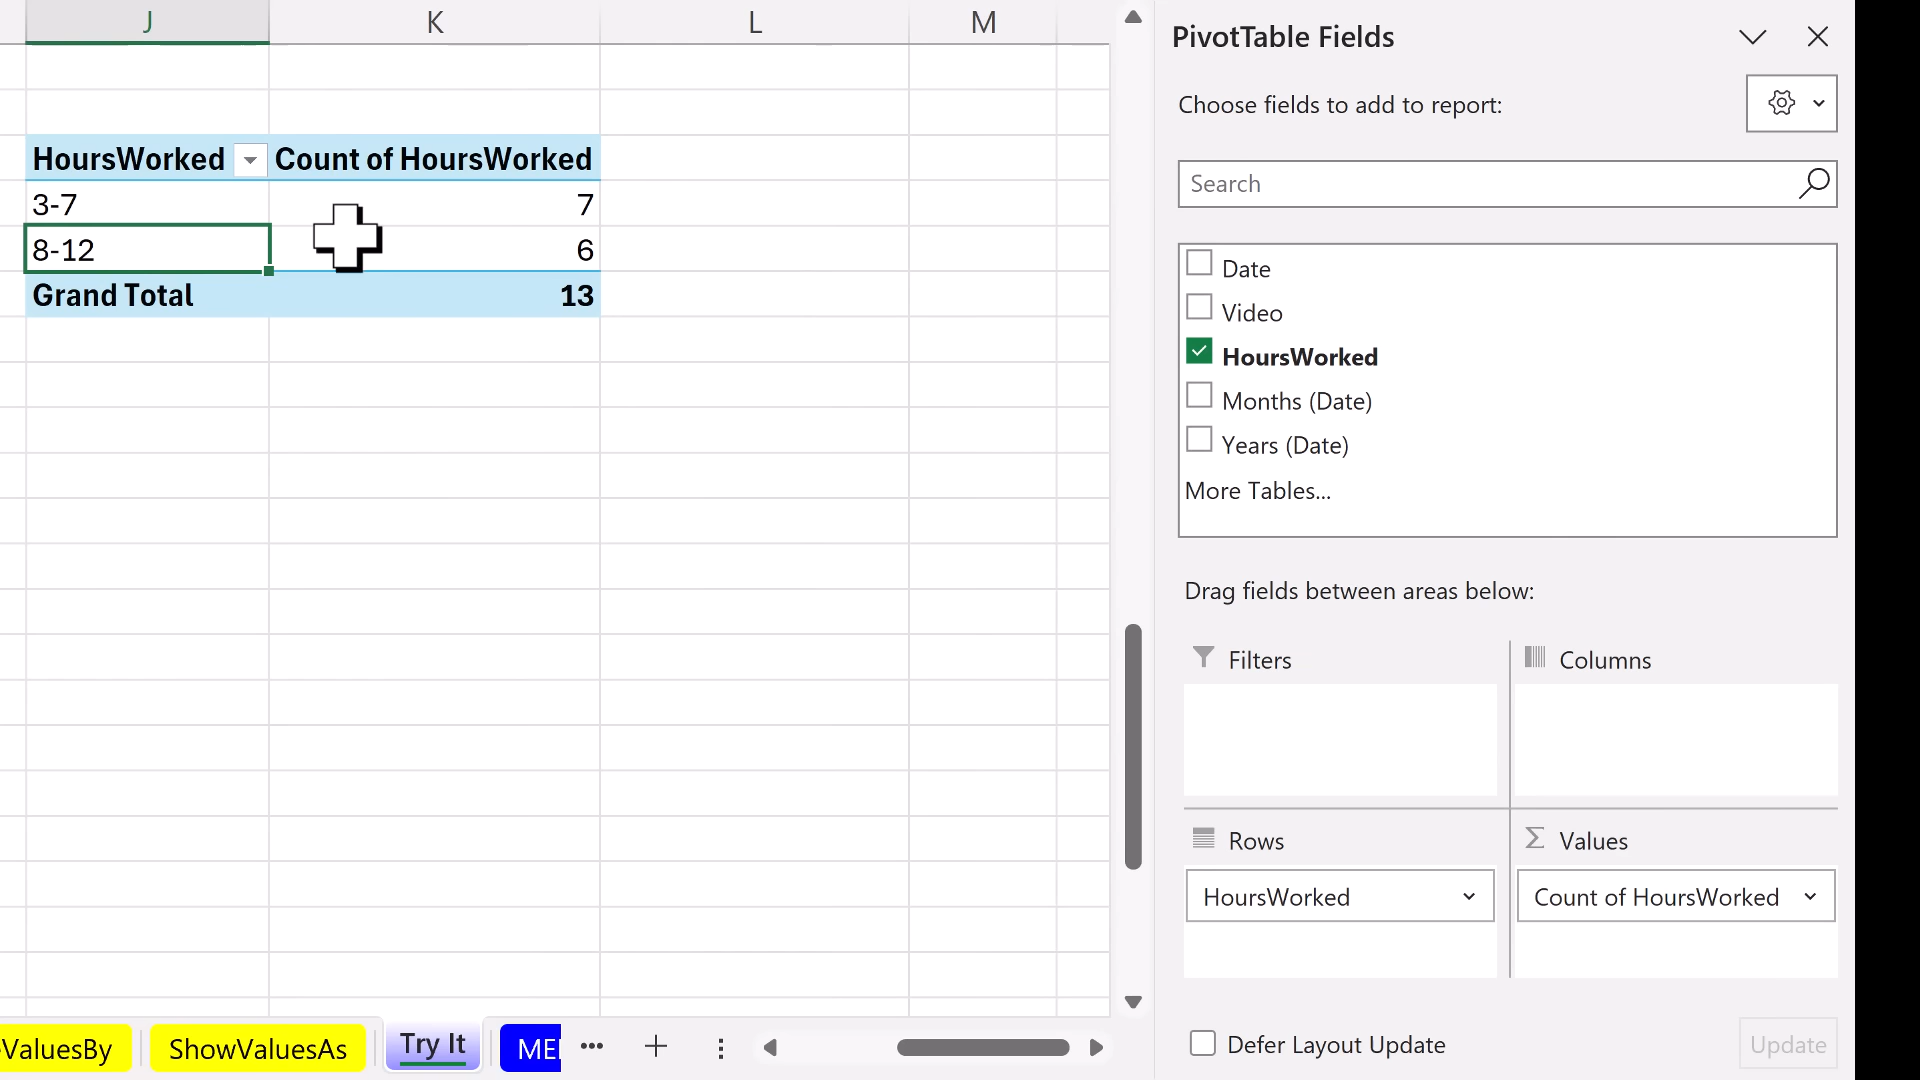 J K L M
HoursWorked Count of HoursWorked
3-7 7
8-12 6
Grand Total 13
PivotTable Fields
Choose fields to add to report:
Search
Date
Video
HoursWorked
Months (Date)
Years (Date)
More Tables...
Drag fields between areas below:
Filters
Columns
Rows
Values
HoursWorked
Count of HoursWorked
Defer Layout Update
Update
ValuesBy ShowValuesAs Try It ME